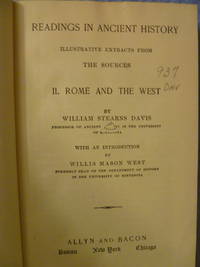 READINGS IN ANCIENT HISTORY
ILLUSTRATIVE EXTRACTS FROM
THE SOURCES
937
II. ROME AND THE WEST
BY
WILLIAM STEARNS DAVIS
PROFESSOR OF ANCIENT IN THE UNIVERSITY
OF
WITH AN INTRODUCTION
BY
WILLIS MASON WEST
FORMERLY HEAD OF THE DEPARTMENT OF HISTORY
IN THE UNIVERSITY OF MINNESOTA
ALLYN AND BACON
Boston New York Chicago